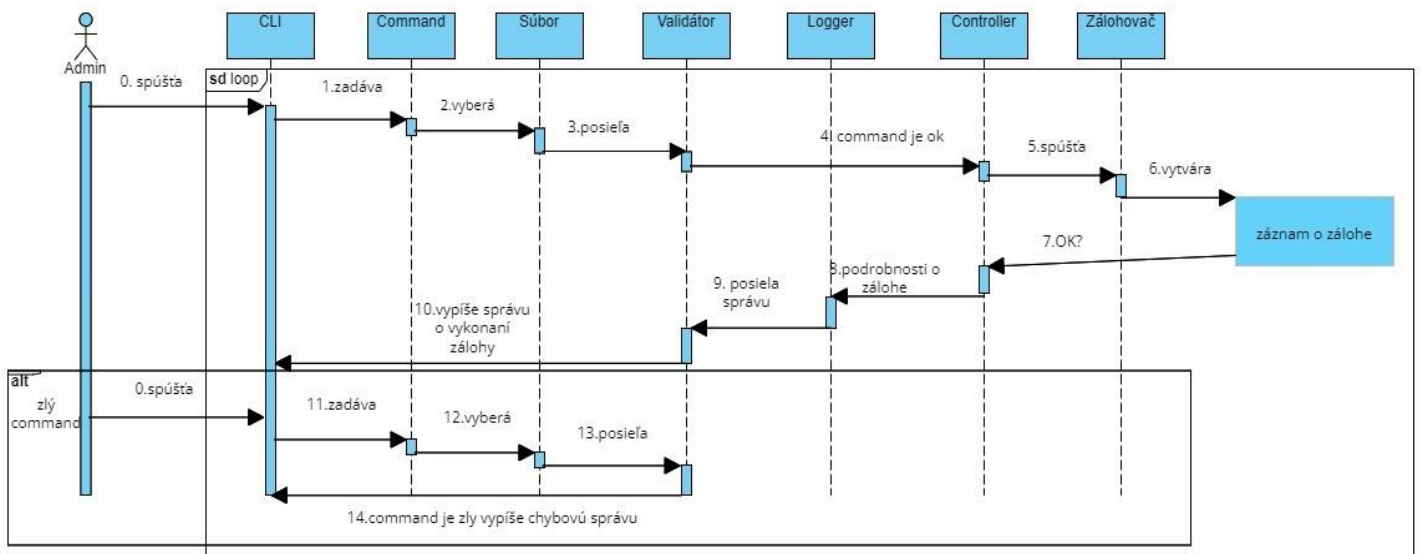 CLI
Command
Súbor
Validátor
Logger
Controller
Zálohovač
Admin
sd loop
0. spúšťa
1.zadáva
2.vyberá
3.posieľa
4. command je ok
5.spúšťa
6.vytvára
záznam o zálohe
7.OK?
8.podrobnosti o
zálohe
9. posiela
správu
10.vypíše správu
o vykonaní
zálohy
alt
zlý
command
0.spúšťa
11.zadáva
12.vyberá
13.posieľa
14.command je zly vypíše chybovú správu